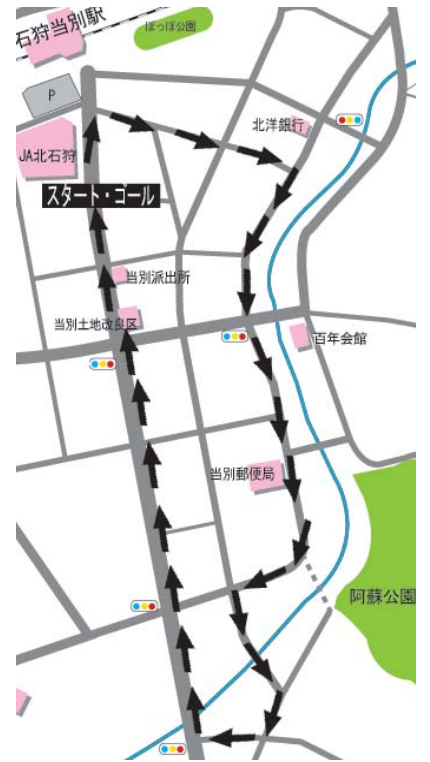 石狩当別駅
ぽっぽ公園
P
北洋銀行
JA北石狩
スタート・ゴール
当別派出所
当別土地改良区
百年会館
当別郵便局
阿蘇公園